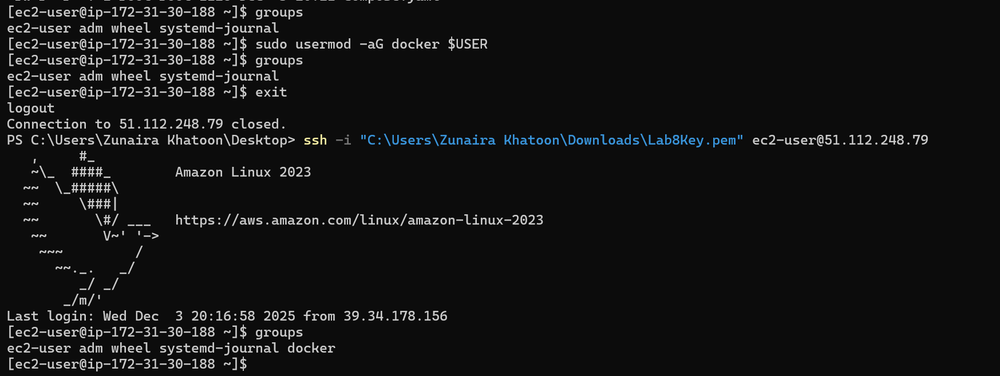 [ec2-user@ip-172-31-30-188 ~]$ groups
ec2-user adm wheel systemd-journal
[ec2-user@ip-172-31-30-188 ~]$ sudo usermod -aG docker $USER
[ec2-user@ip-172-31-30-188 ~]$ groups
ec2-user adm wheel systemd-journal
[ec2-user@ip-172-31-30-188 ~]$ exit
logout
Connection to 51.112.248.79 closed.
PS C:\Users\Zunaira Khatoon\Desktop> ssh -i "C:\Users\Zunaira Khatoon\Downloads\Lab8Key.pem" ec2-user@51.112.248.79
   ,     #_
   ~\_  ####_        Amazon Linux 2023
  ~~  \_#####\
  ~~     \###|
  ~~       \#/ ___   https://aws.amazon.com/linux/amazon-linux-2023
   ~~       V~' '->
    ~~~         /
      ~~._.   _/
         _/ _/
       _/m/'
Last login: Wed Dec  3 20:16:58 2025 from 39.34.178.156
[ec2-user@ip-172-31-30-188 ~]$ groups
ec2-user adm wheel systemd-journal docker
[ec2-user@ip-172-31-30-188 ~]$